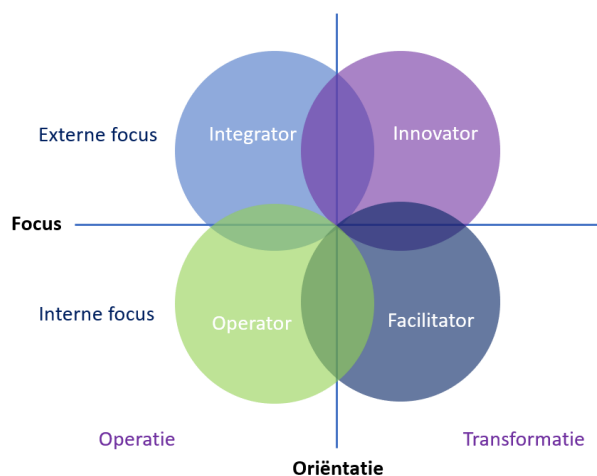 Externe focus
Integrator
Innovator
Focus
Interne focus
Operator
Facilitator
Operatie
Transformatie
Oriëntatie